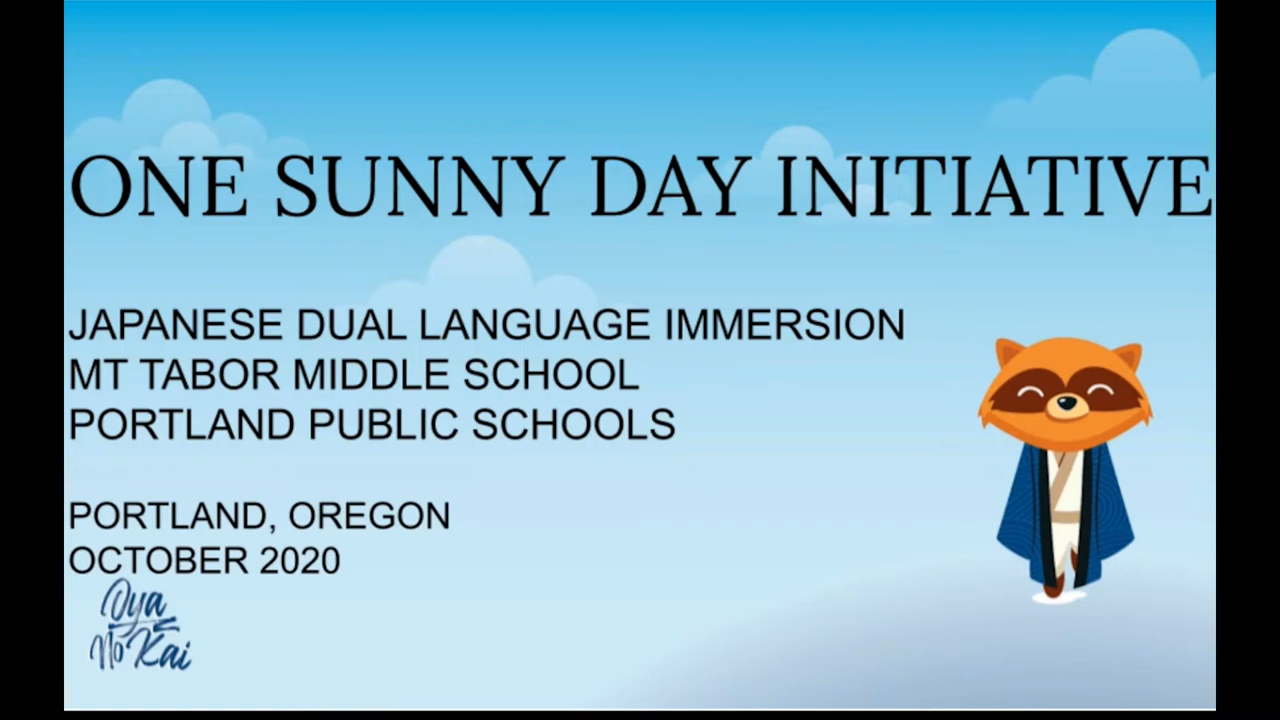 ONE SUNNY DAY INITIATIVE
JAPANESE DUAL LANGUAGE IMMERSION
MT TABOR MIDDLE SCHOOL
PORTLAND PUBLIC SCHOOLS
PORTLAND, OREGON
OCTOBER 2020
Oya
No Kai